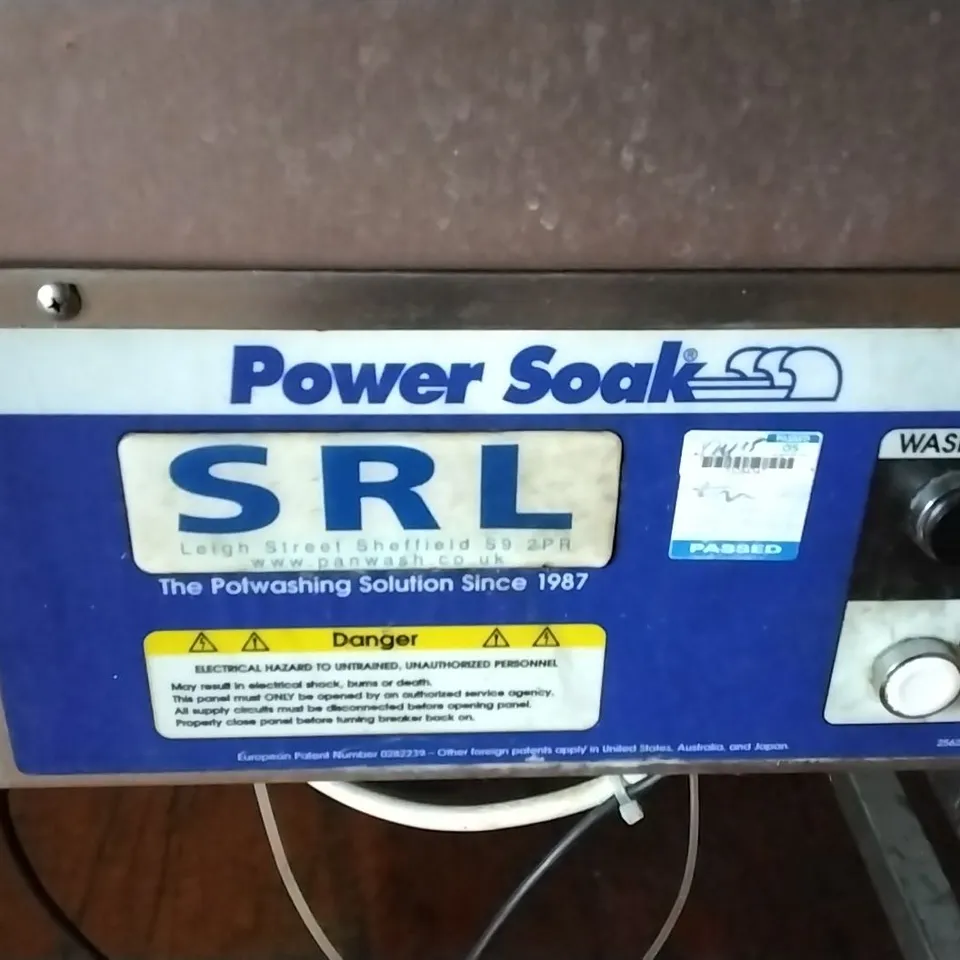 Power Soak®
SRL
Leigh Street Sheffield S9 2PR
www.panwash.co.uk
The Potwashing Solution Since 1987
PASSED
PASSED
WAS
Danger
ELECTRICAL HAZARD TO UNTRAINED, UNAUTHORIZED PERSONNEL
May result in electrical shock, burns or death.
This panel must ONLY be opened by an authorized service agency.
All supply circuits must be disconnected before opening panel.
Properly close panel before turning breaker back on.
European Patent Number 0282239 – Other foreign patents apply in United States, Australia, and Japan.